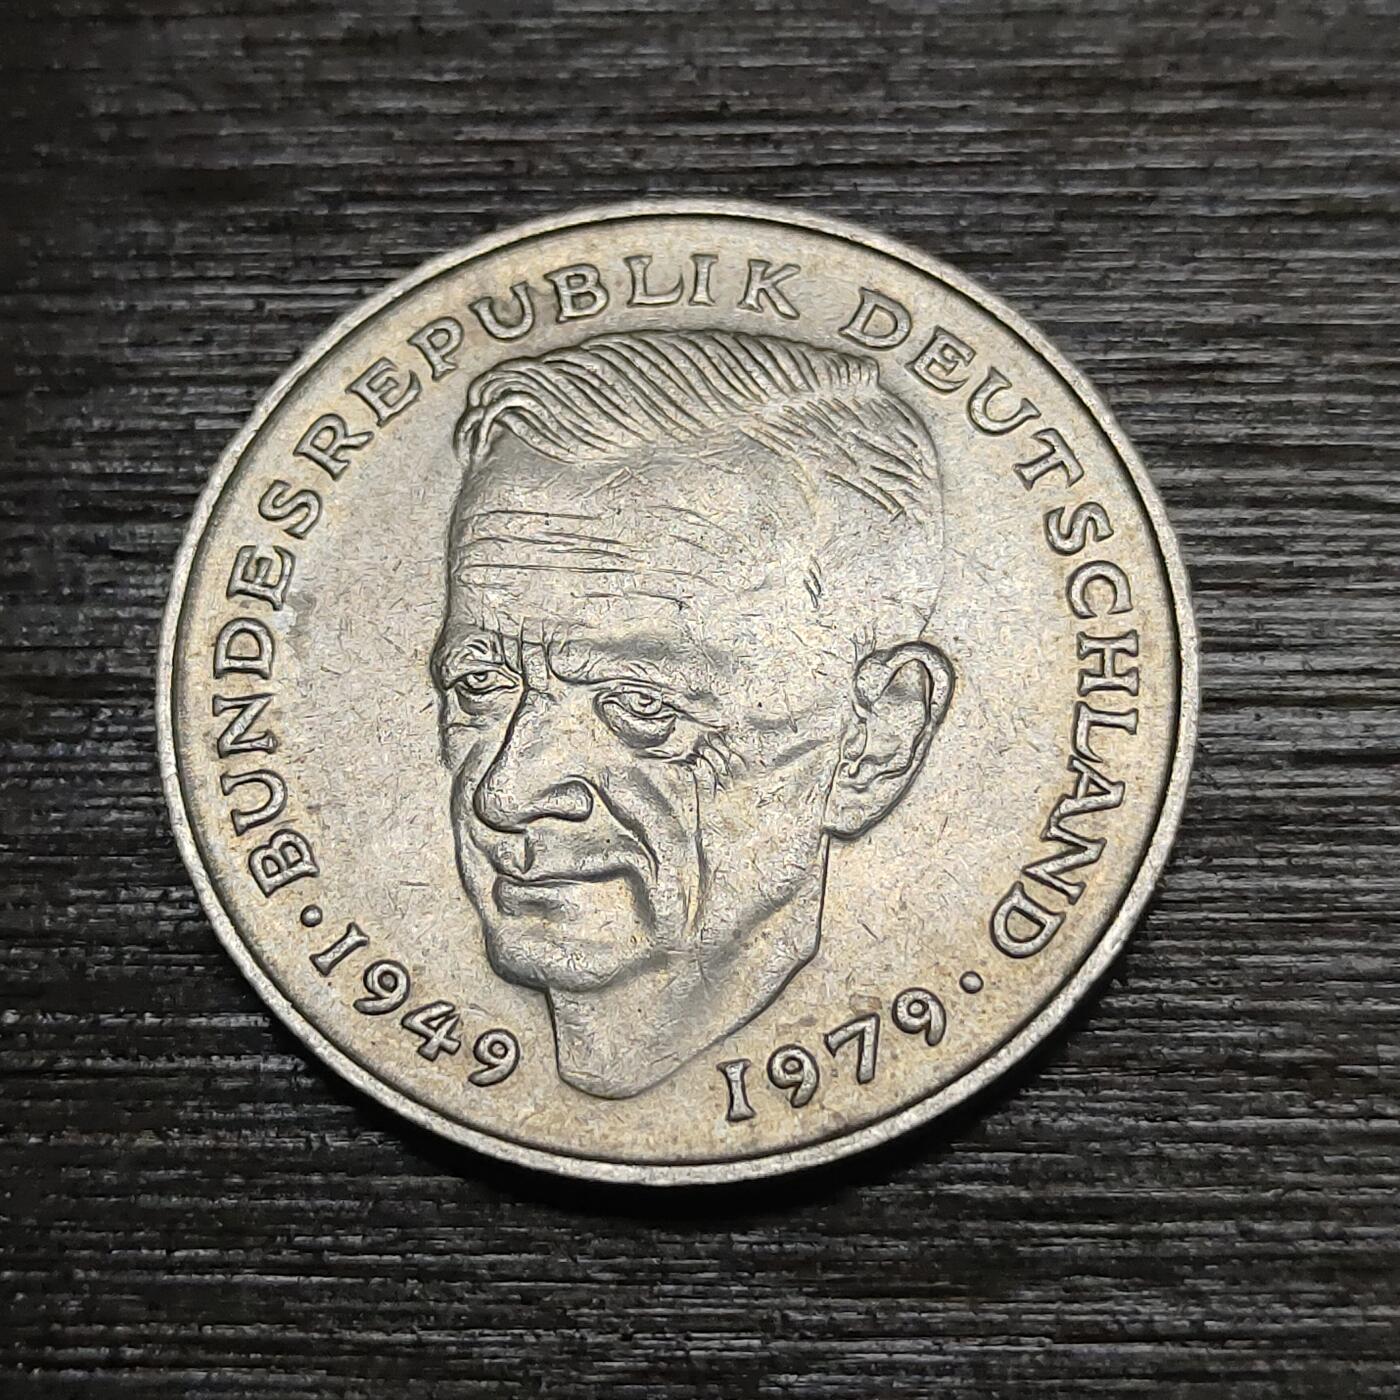 · BUNDESREPUBLIK DEUTSCHLAND ·
1949 1979